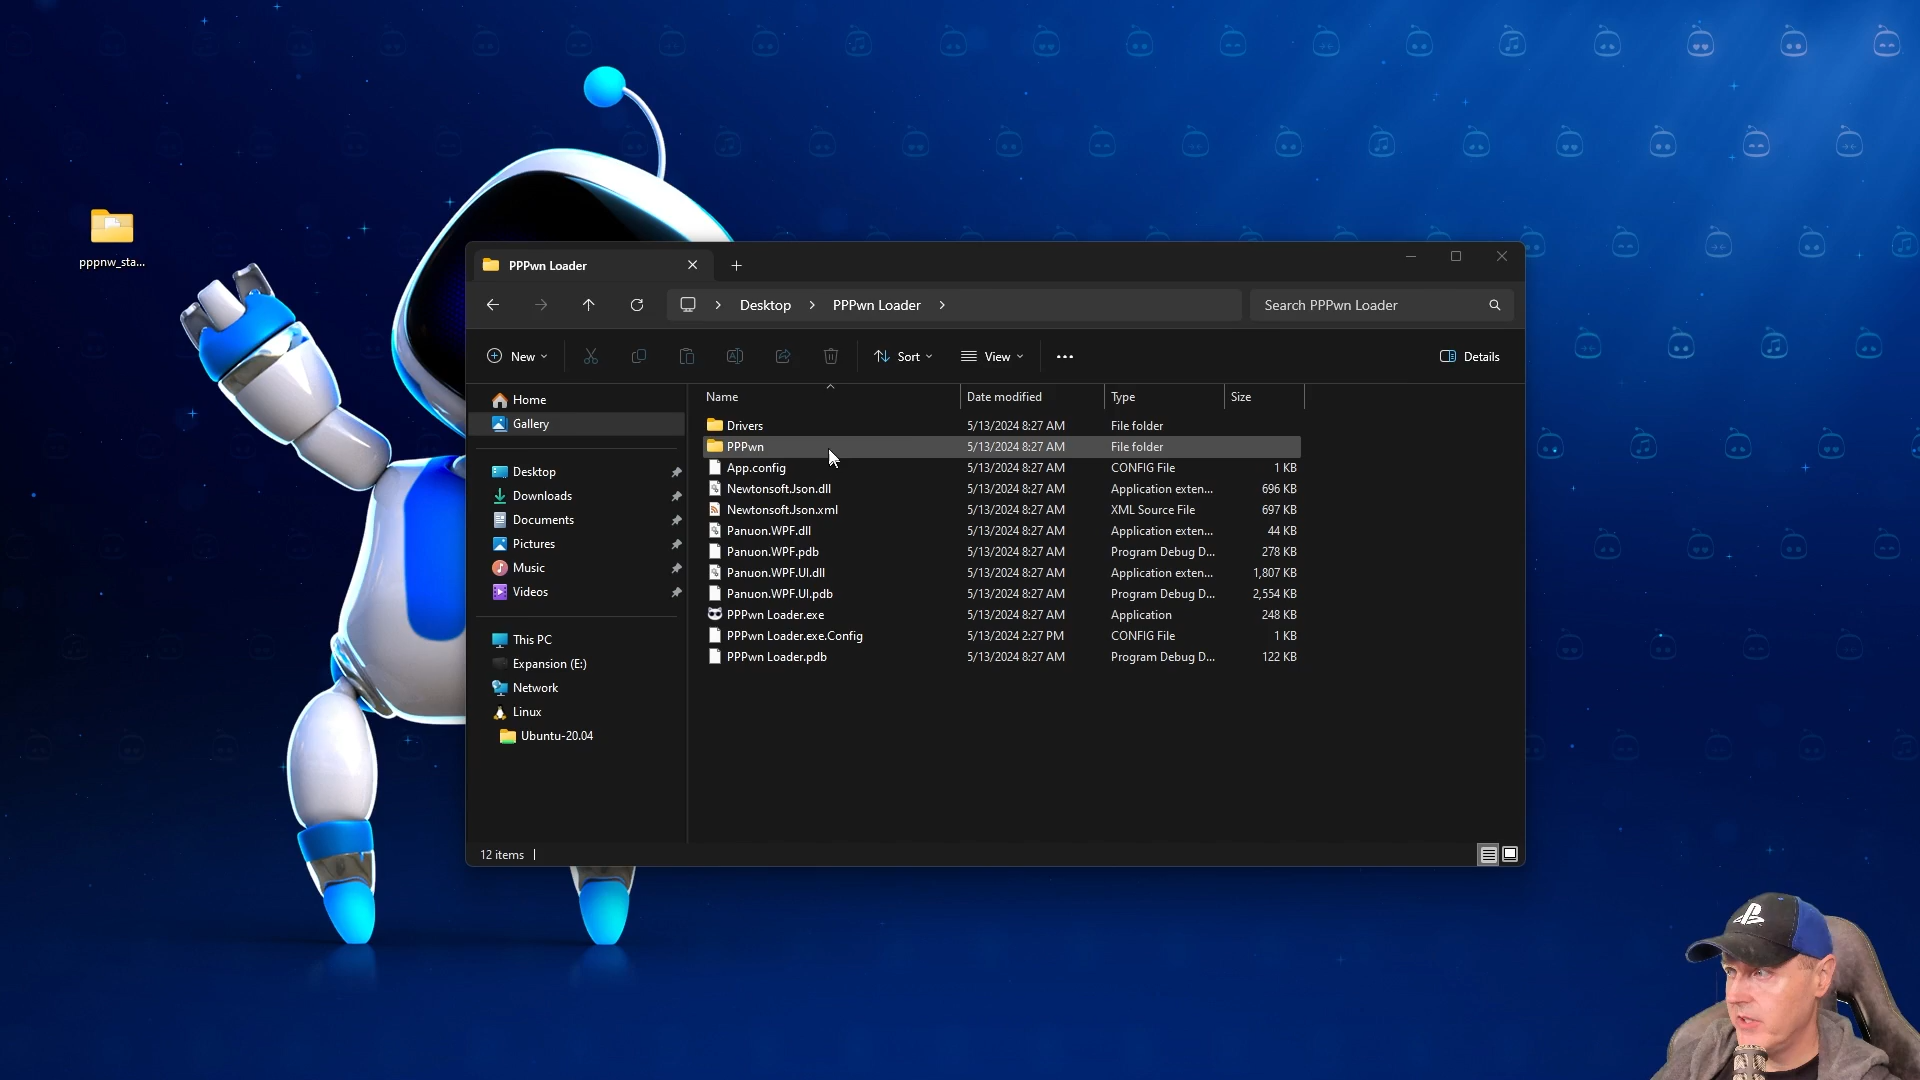 pppnw_sta...
PPPwn Loader
Desktop > PPPwn Loader >
Search PPPwn Loader
New
Sort
View
Details
Home
Gallery
Desktop
Downloads
Documents
Pictures
Music
Videos
This PC
Expansion (E:)
Network
Linux
Ubuntu-20.04
Name Date modified Type Size
Drivers 5/13/2024 8:27 AM File folder
PPPwn 5/13/2024 8:27 AM File folder
App.config 5/13/2024 8:27 AM CONFIG File 1 KB
Newtonsoft.Json.dll 5/13/2024 8:27 AM Application exten... 696 KB
Newtonsoft.Json.xml 5/13/2024 8:27 AM XML Source File 697 KB
Panuon.WPF.dll 5/13/2024 8:27 AM Application exten... 44 KB
Panuon.WPF.pdb 5/13/2024 8:27 AM Program Debug D... 278 KB
Panuon.WPF.UI.dll 5/13/2024 8:27 AM Application exten... 1,807 KB
Panuon.WPF.UI.pdb 5/13/2024 8:27 AM Program Debug D... 2,554 KB
PPPwn Loader.exe 5/13/2024 8:27 AM Application 248 KB
PPPwn Loader.exe.Config 5/13/2024 2:27 PM CONFIG File 1 KB
PPPwn Loader.pdb 5/13/2024 8:27 AM Program Debug D... 122 KB
12 items